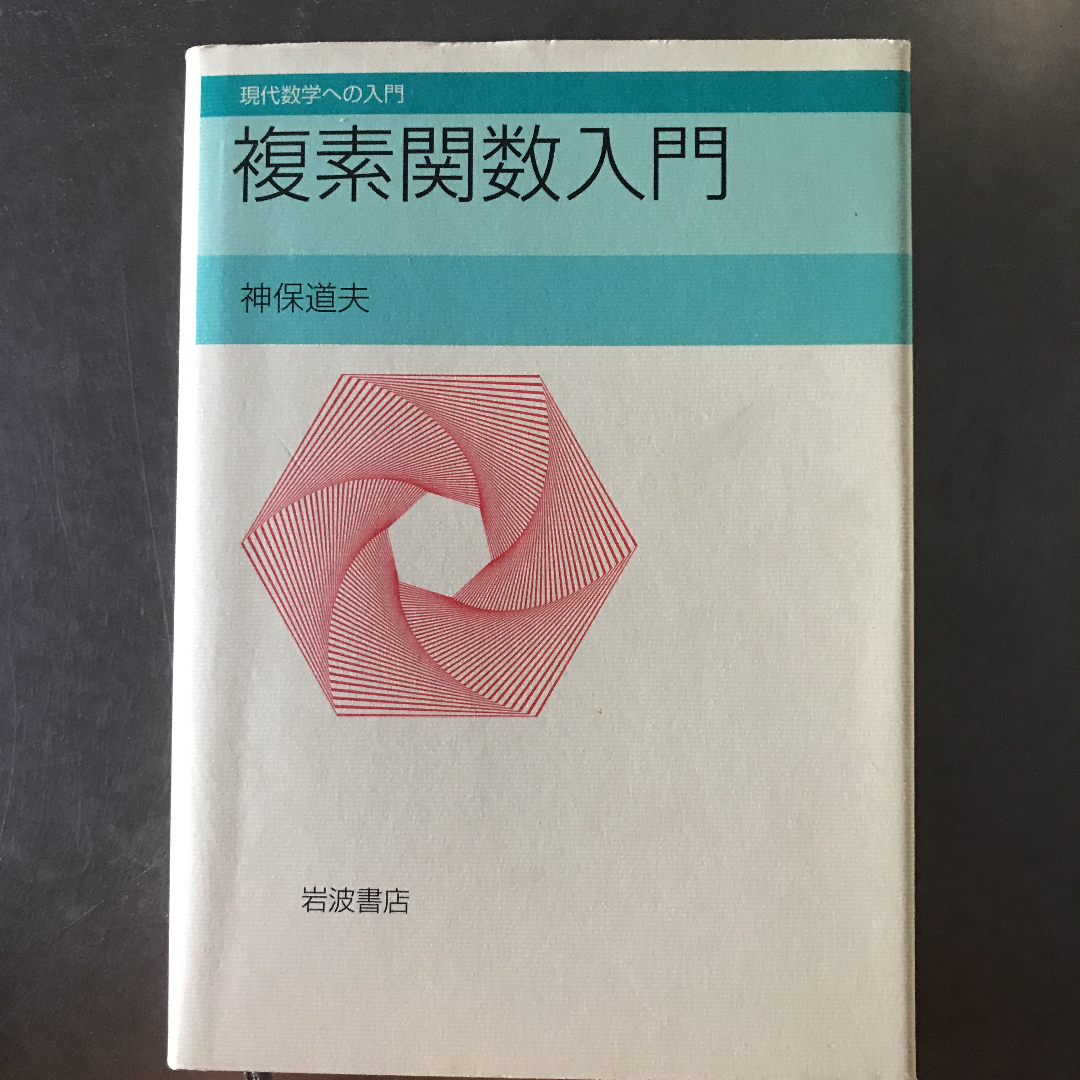 現代数学への入門
複素関数入門
神保道夫
岩波書店